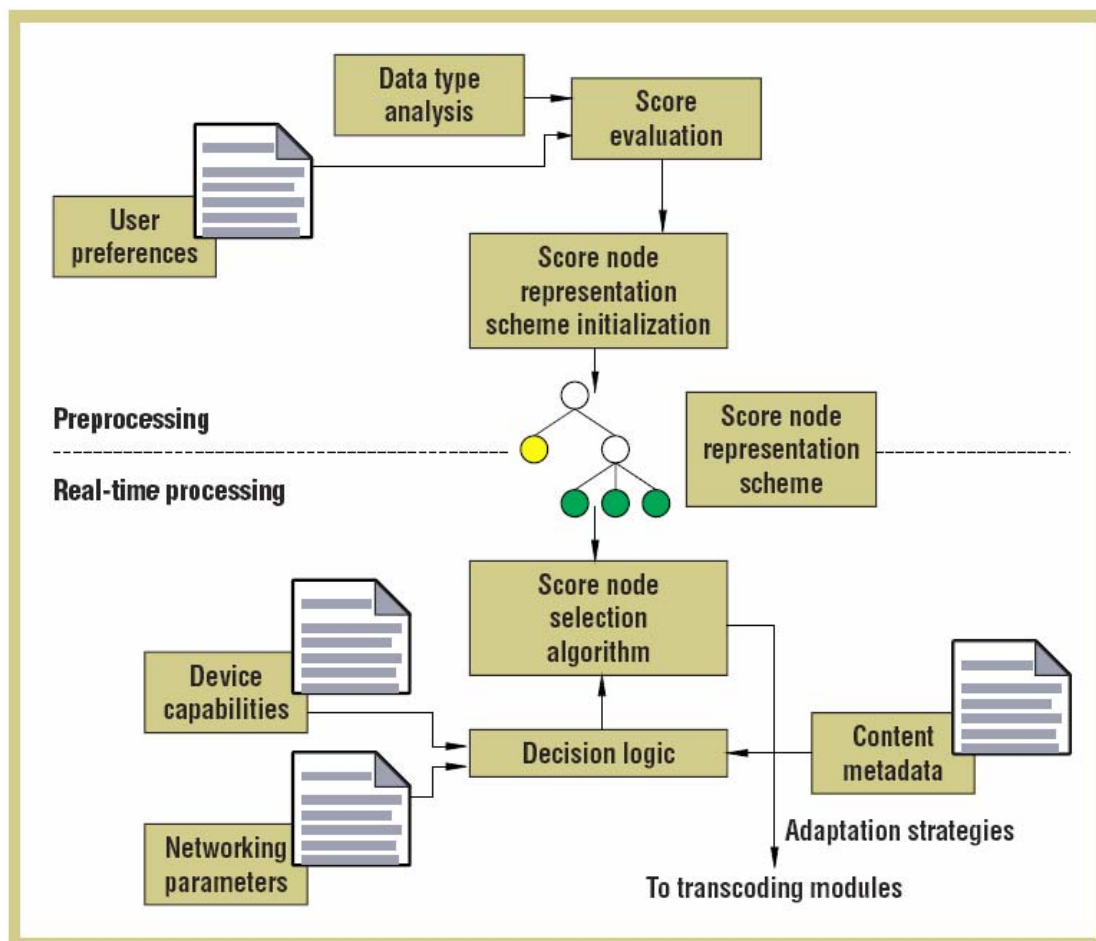 Data type
analysis
Score
evaluation
User
preferences
Score node
representation
scheme initialization
Preprocessing
Score node
representation
scheme
Real-time processing
Score node
selection
algorithm
Device
capabilities
Decision logic
Content
metadata
Networking
parameters
Adaptation strategies
To transcoding modules